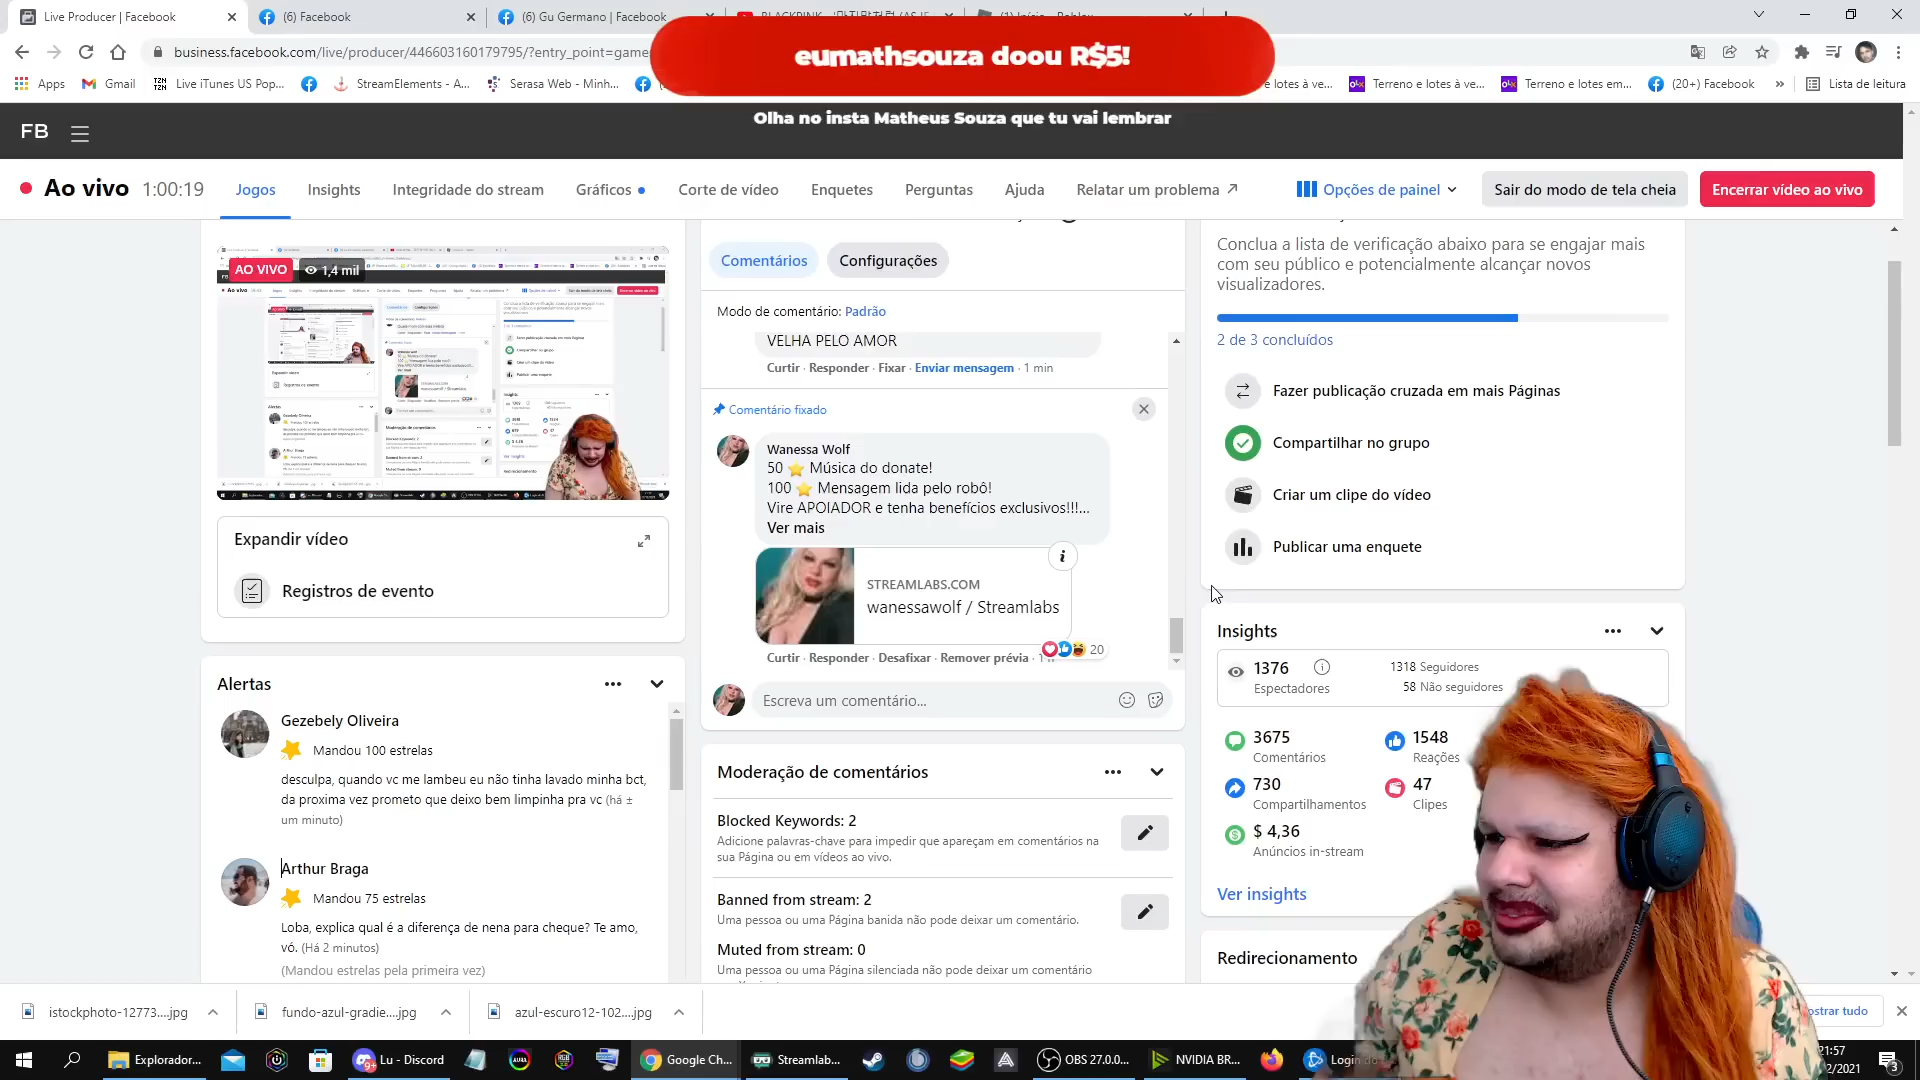 Live Producer | Facebook
(6) Facebook
(6) Gu Germano | Facebook
business.facebook.com/live/producer/446603160179795/?entry_point=game
eumathsouza doou R$5!
Apps
Gmail
Live iTunes US Pop...
StreamElements - A...
Serasa Web - Minh...
e lotes à ve...
Terreno e lotes à ve...
Terreno e lotes em...
(20+) Facebook
»
Lista de leitura
Olha no insta Matheus Souza que tu vai lembrar
FB
Ao vivo 1:00:19
Jogos
Insights
Integridade do stream
Gráficos
Corte de vídeo
Enquetes
Perguntas
Ajuda
Relatar um problema
Opções de painel
Sair do modo de tela cheia
Encerrar vídeo ao vivo
AO VIVO
1,4 mil
Expandir vídeo
Registros de evento
Alertas
Gezebely Oliveira
Mandou 100 estrelas
desculpa, quando vc me lambeu eu não tinha lavado minha bct,
da proxima vez prometo que deixo bem limpinha pra vc (há ±
um minuto)
Arthur Braga
Mandou 75 estrelas
Loba, explica qual é a diferença de nena para cheque? Te amo,
vó. (Há 2 minutos)
(Mandou estrelas pela primeira vez)
Comentários
Configurações
Modo de comentário: Padrão
VELHA PELO AMOR
Curtir · Responder · Fixar · Enviar mensagem · 1 min
Comentário fixado
Wanessa Wolf
50 ⭐ Música do donate!
100 ⭐ Mensagem lida pelo robô!
Vire APOIADOR e tenha benefícios exclusivos!!!...
Ver mais
STREAMLABS.COM
wanessawolf / Streamlabs
Curtir · Responder · Desafixar · Remover prévia · 1 h
20
Escreva um comentário...
Moderação de comentários
Blocked Keywords: 2
Adicione palavras-chave para impedir que apareçam em comentários na
sua Página ou em vídeos ao vivo.
Banned from stream: 2
Uma pessoa ou uma Página banida não pode deixar um comentário.
Muted from stream: 0
Uma pessoa ou uma Página silenciada não pode deixar um comentário
Conclua a lista de verificação abaixo para se engajar mais
com seu público e potencialmente alcançar novos
visualizadores.
2 de 3 concluídos
Fazer publicação cruzada em mais Páginas
Compartilhar no grupo
Criar um clipe do vídeo
Publicar uma enquete
Insights
1376
Espectadores
1318 Seguidores
58 Não seguidores
3675
Comentários
1548
Reações
730
Compartilhamentos
47
Clipes
$ 4,36
Anúncios in-stream
Ver insights
Redirecionamento
istockphoto-12773....jpg
fundo-azul-gradie....jpg
azul-escuro12-102....jpg
ostrar tudo
Explorador...
9+
Lu - Discord
Google Ch...
Streamlab...
OBS 27.0.0...
NVIDIA BR...
Login
21:57
2/2021
3